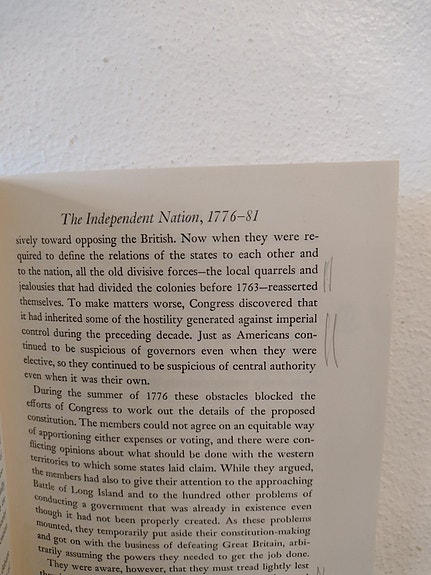 The Independent Nation, 1776–81
sively toward opposing the British. Now when they were re-
quired to define the relations of the states to each other and
to the nation, all the old divisive forces—the local quarrels and
jealousies that had divided the colonies before 1763—reasserted
themselves. To make matters worse, Congress discovered that
it had inherited some of the hostility generated against imperial
control during the preceding decade. Just as Americans con-
tinued to be suspicious of governors even when they were
elective, so they continued to be suspicious of central authority
even when it was their own.
During the summer of 1776 these obstacles blocked the
efforts of Congress to work out the details of the proposed
constitution. The members could not agree on an equitable way
of apportioning either expenses or voting, and there were con-
flicting opinions about what should be done with the western
territories to which some states laid claim. While they argued,
the members had also to give their attention to the approaching
Battle of Long Island and to the hundred other problems of
conducting a government that was already in existence even
though it had not been properly created. As these problems
mounted, they temporarily put aside their constitution-making
and got on with the business of defeating Great Britain, arbi-
trarily assuming the powers they needed to get the job done.
They were aware, however, that they must tread lightly lest